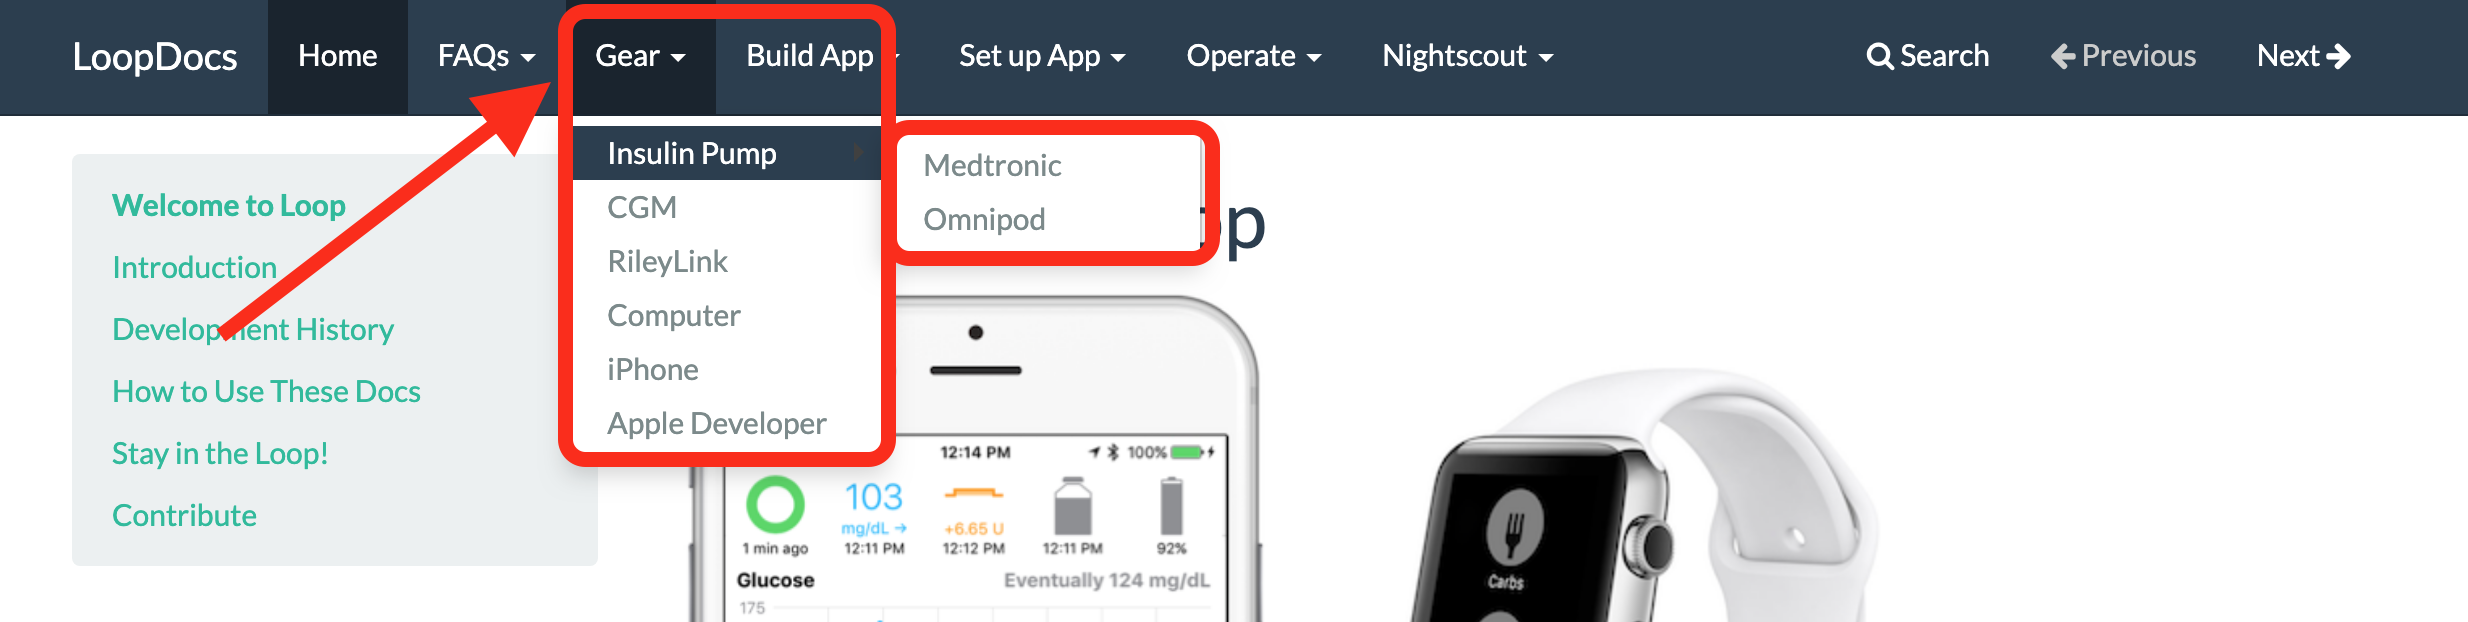 LoopDocs Home FAQs Gear Build App Set up App Operate Nightscout Search Previous Next
Welcome to Loop
Introduction
Development History
How to Use These Docs
Stay in the Loop!
Contribute
Insulin Pump
CGM
RileyLink
Computer
iPhone
Apple Developer
Medtronic
Omnipod
op
12:14 PM 100%
103
mg/dL → +6.65 U
1 min ago 12:11 PM 12:12 PM 12:11 PM 92%
Glucose Eventually 124 mg/dL
175
Carbs